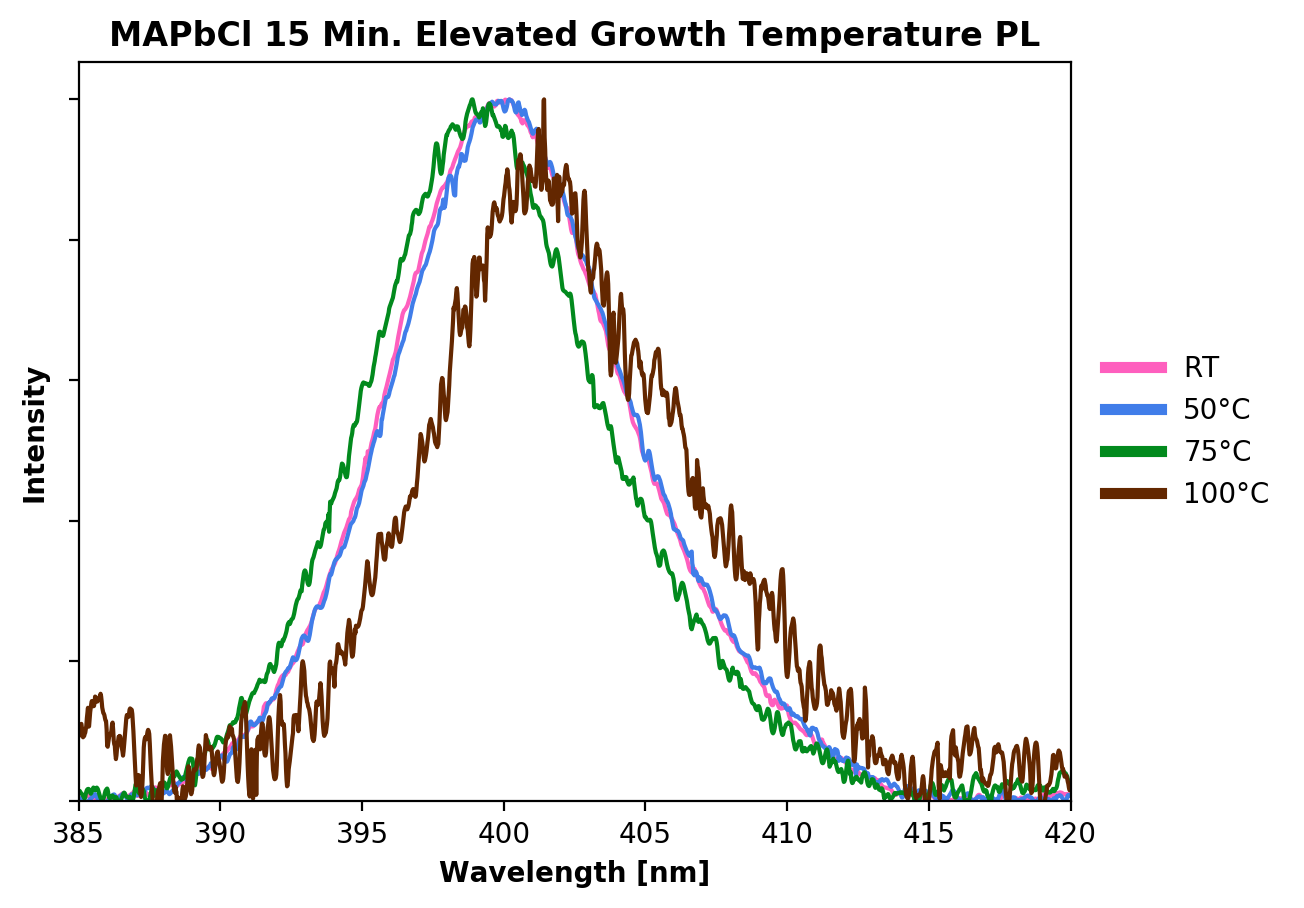 MAPbCl 15 Min. Elevated Growth Temperature PL
Intensity
RT
50°C
75°C
100°C
385 390 395 400 405 410 415 420
Wavelength [nm]